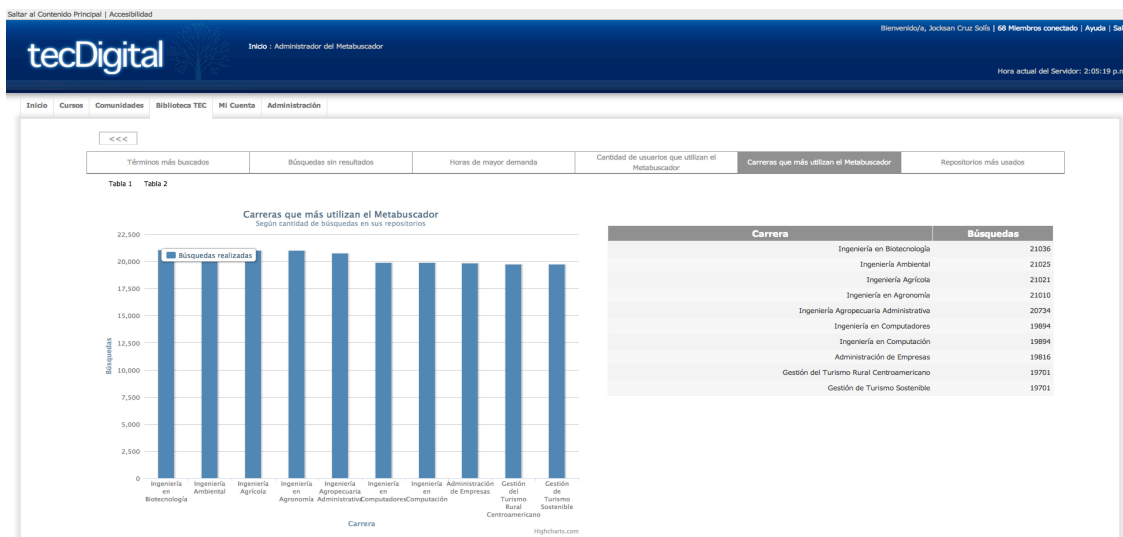 Saltar al Contenido Principal | Accesibilidad
Bienvenido/a, Jocksan Cruz Solís | 68 Miembros conectado | Ayuda | Sal
tecDigital
Inicio : Administrador del Metabuscador
Hora actual del Servidor: 2:05:19 p.m
Inicio Cursos Comunidades Biblioteca TEC Mi Cuenta Administración
<<<
Términos más buscados
Búsquedas sin resultados
Horas de mayor demanda
Cantidad de usuarios que utilizan el
Metabuscador
Carreras que más utilizan el Metabuscador
Repositorios más usados
Tabla 1 Tabla 2
Carreras que más utilizan el Metabuscador
Según cantidad de búsquedas en sus repositorios
Búsquedas realizadas
22,500
20,000
17,500
15,000
12,500
10,000
7,500
5,000
2,500
0
Búsquedas
Ingeniería
en
Biotecnología
Ingeniería
Ambiental
Ingeniería
Agrícola
Ingeniería
en
Agronomía
Ingeniería
Agropecuaria
Administrativa
Ingeniería
en
Computadores
Ingeniería
en
Computación
Administración
de Empresas
Gestión
del
Turismo
Rural
Centroamericano
Gestión
de
Turismo
Sostenible
Carrera
Highcharts.com
Carrera Búsquedas
Ingeniería en Biotecnología 21036
Ingeniería Ambiental 21025
Ingeniería Agrícola 21021
Ingeniería en Agronomía 21010
Ingeniería Agropecuaria Administrativa 20734
Ingeniería en Computadores 19894
Ingeniería en Computación 19894
Administración de Empresas 19816
Gestión del Turismo Rural Centroamericano 19701
Gestión de Turismo Sostenible 19701